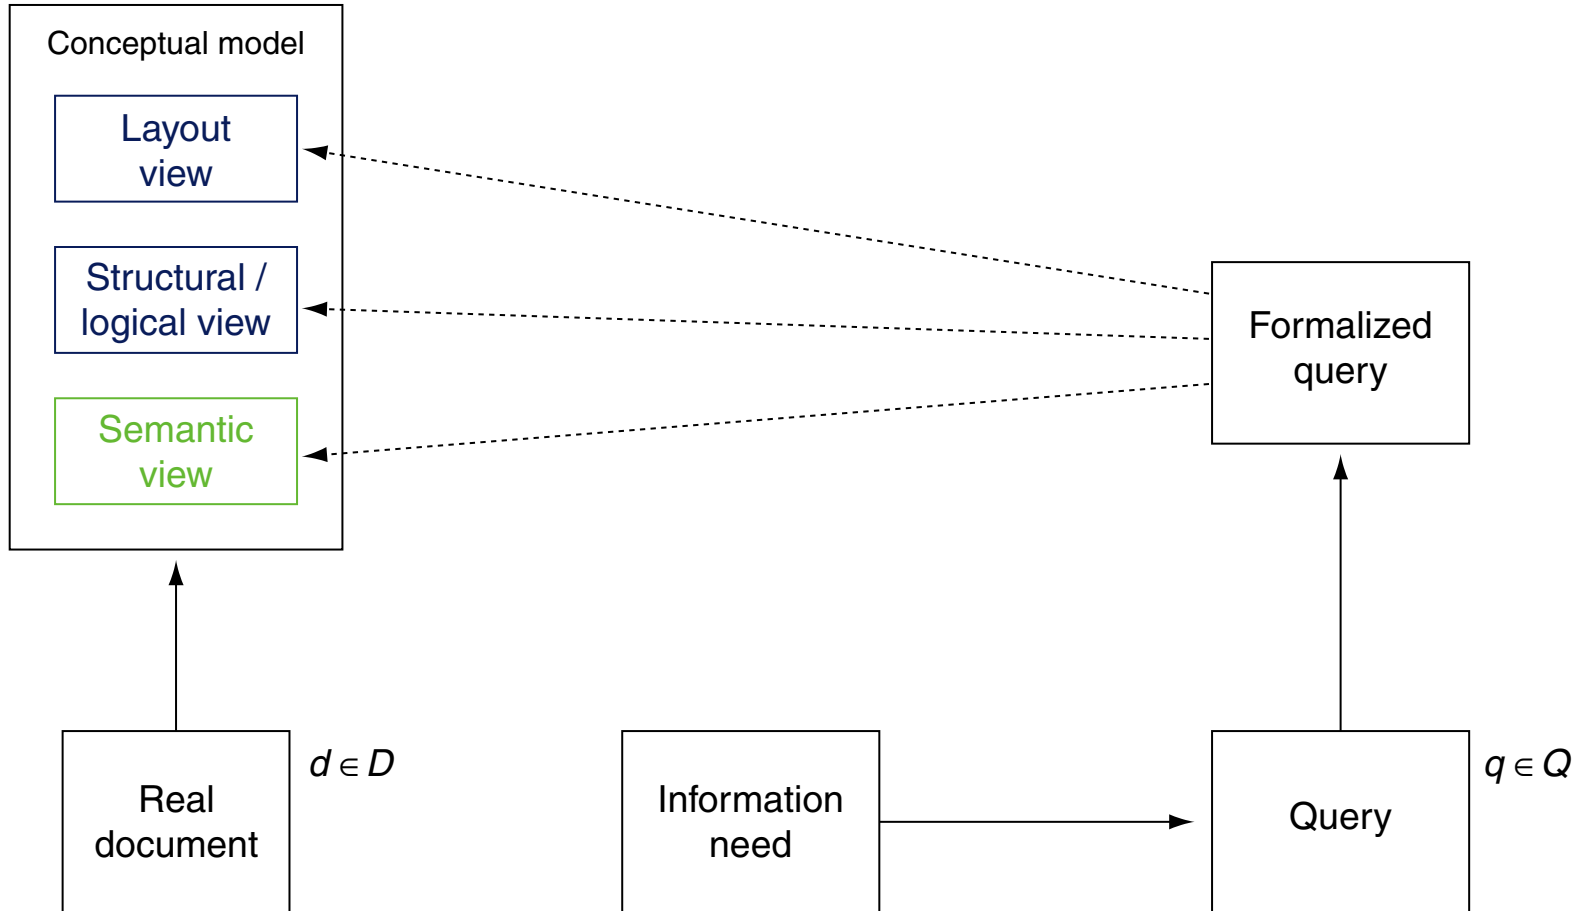 Conceptual model
Layout
view
Structural /
logical view
Semantic
view
Formalized
query
Real
document
d ∈ D
Information
need
Query
q ∈ Q